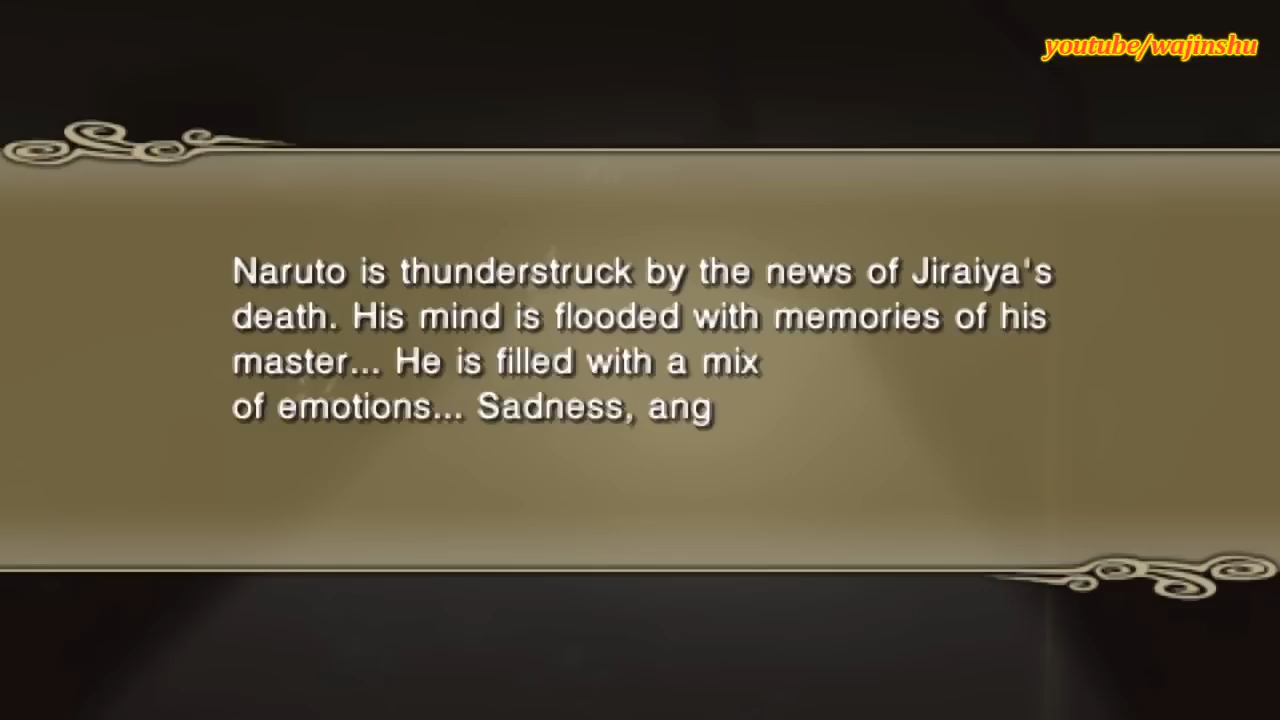 youtube/wajinshu
Naruto is thunderstruck by the news of Jiraiya's
death. His mind is flooded with memories of his
master... He is filled with a mix
of emotions... Sadness, ang